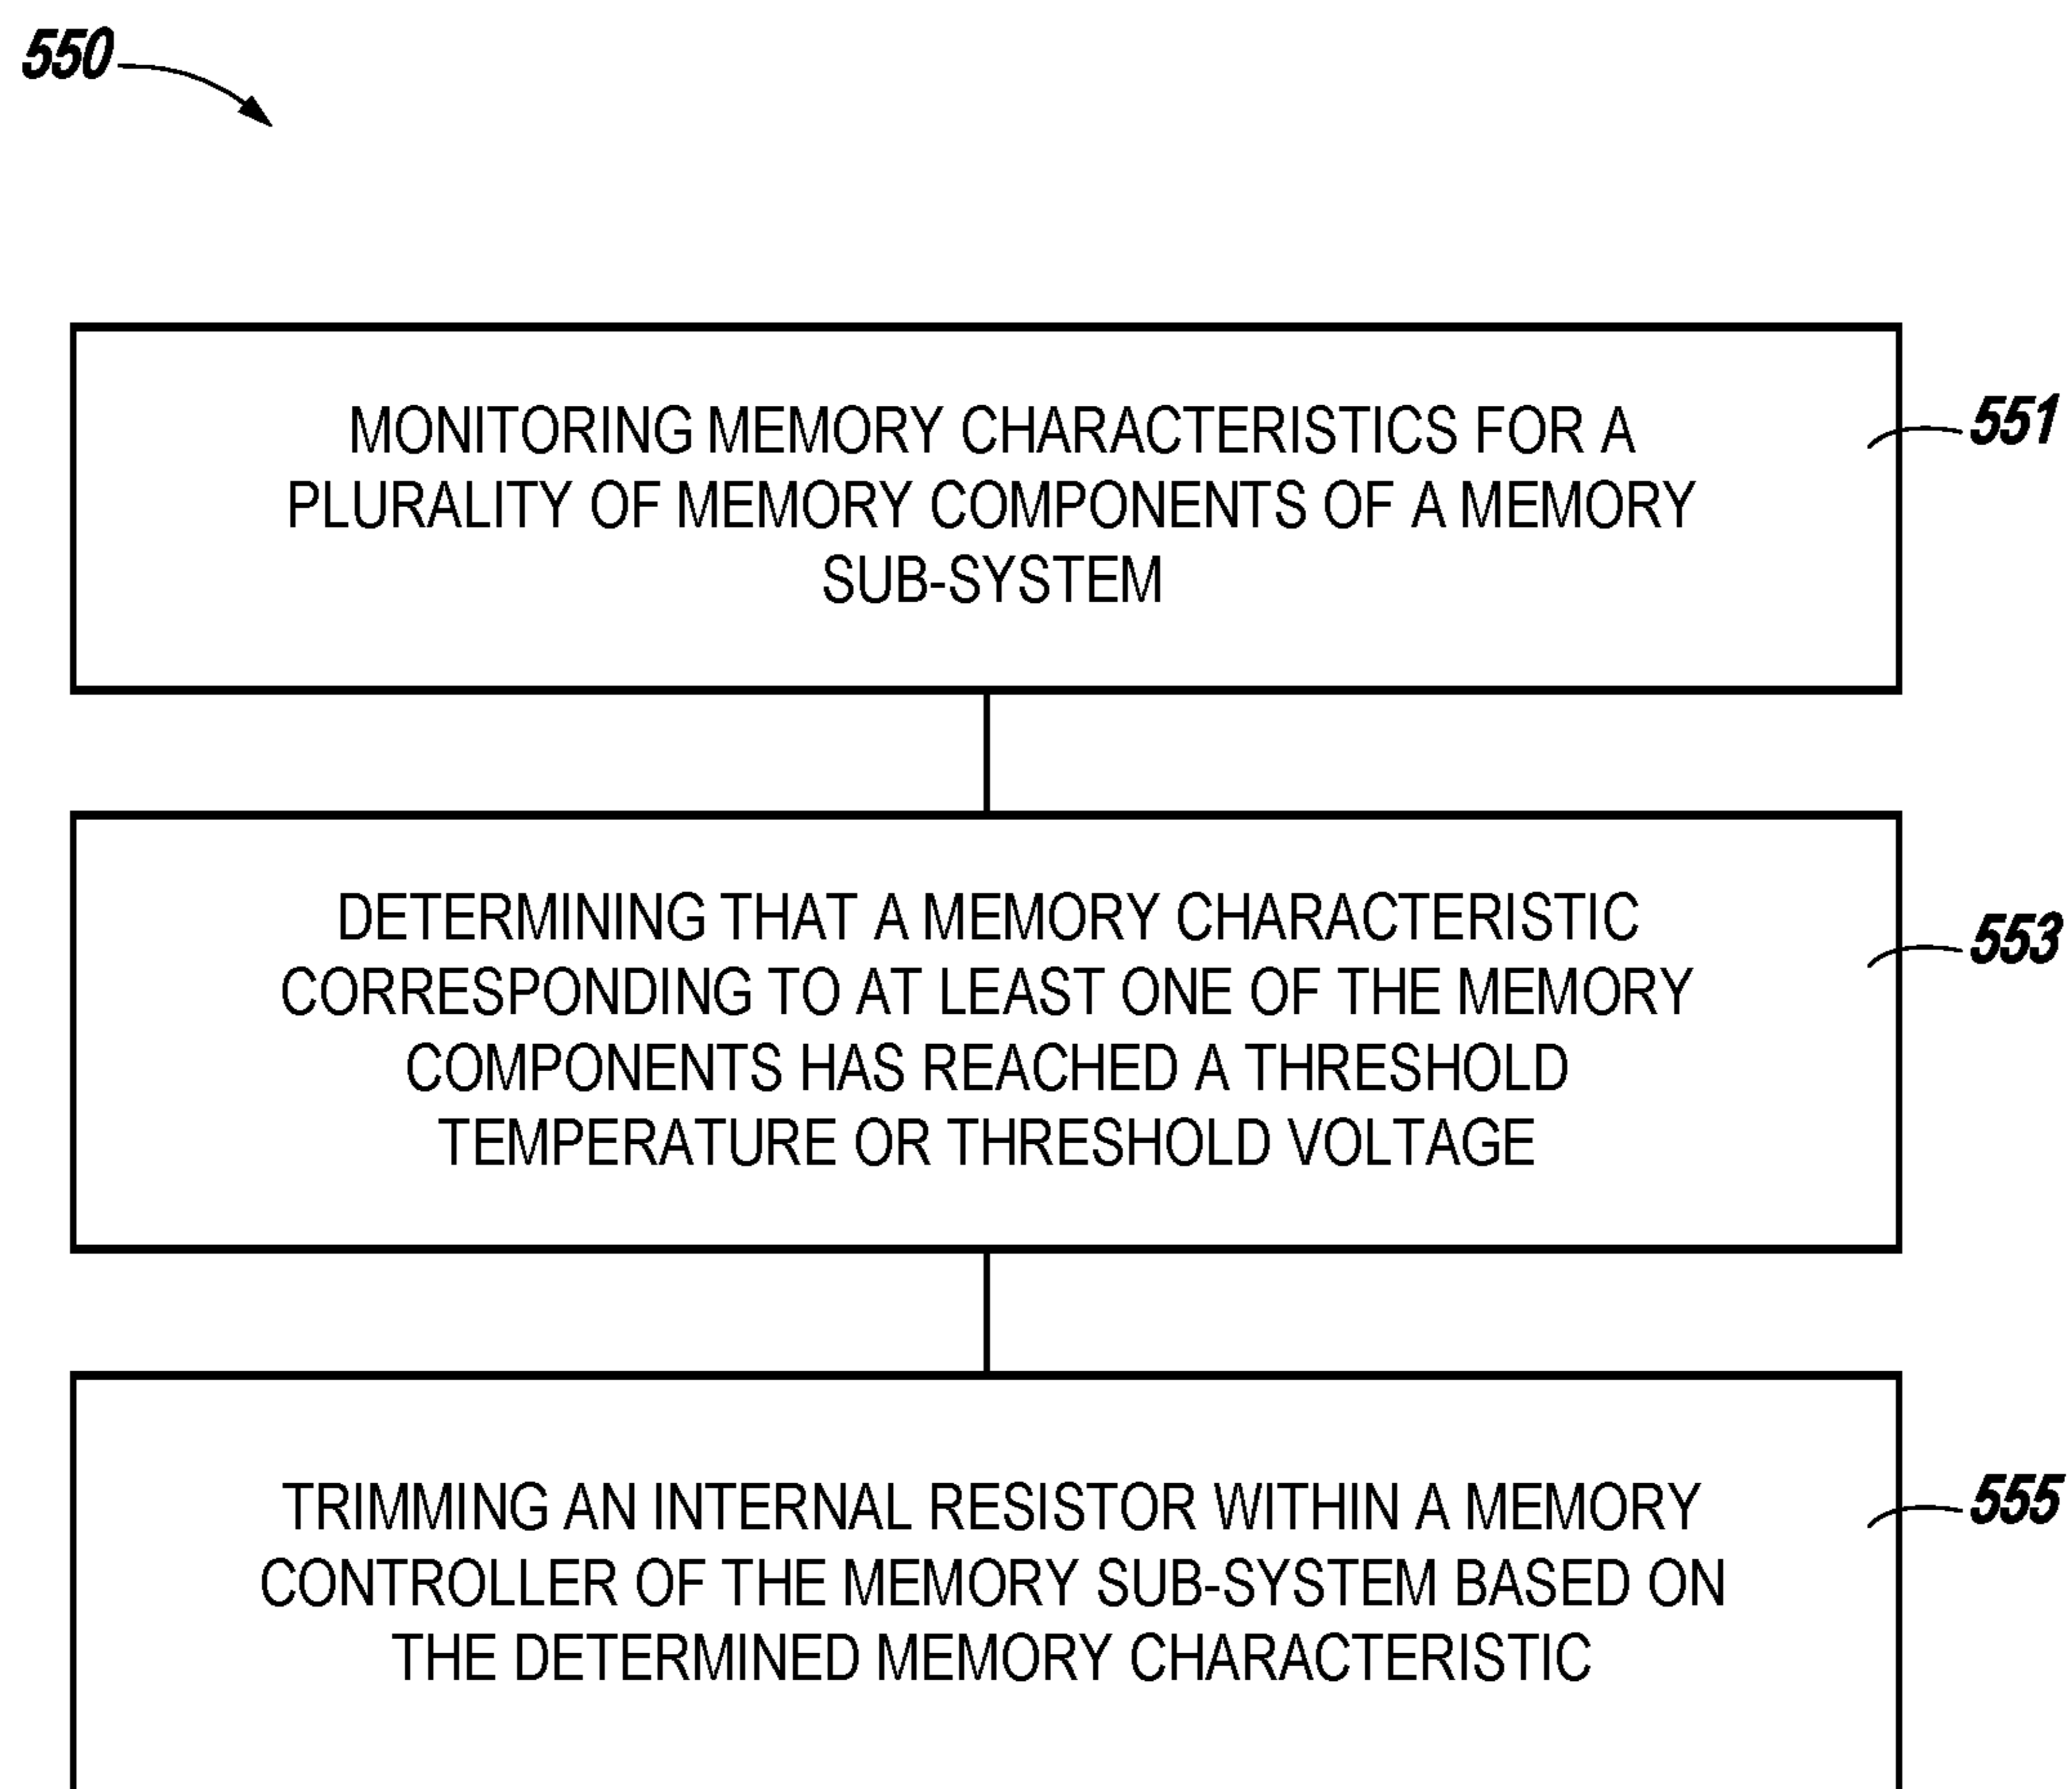 550
MONITORING MEMORY CHARACTERISTICS FOR A
PLURALITY OF MEMORY COMPONENTS OF A MEMORY
SUB-SYSTEM
551
DETERMINING THAT A MEMORY CHARACTERISTIC
CORRESPONDING TO AT LEAST ONE OF THE MEMORY
COMPONENTS HAS REACHED A THRESHOLD
TEMPERATURE OR THRESHOLD VOLTAGE
553
TRIMMING AN INTERNAL RESISTOR WITHIN A MEMORY
CONTROLLER OF THE MEMORY SUB-SYSTEM BASED ON
THE DETERMINED MEMORY CHARACTERISTIC
555